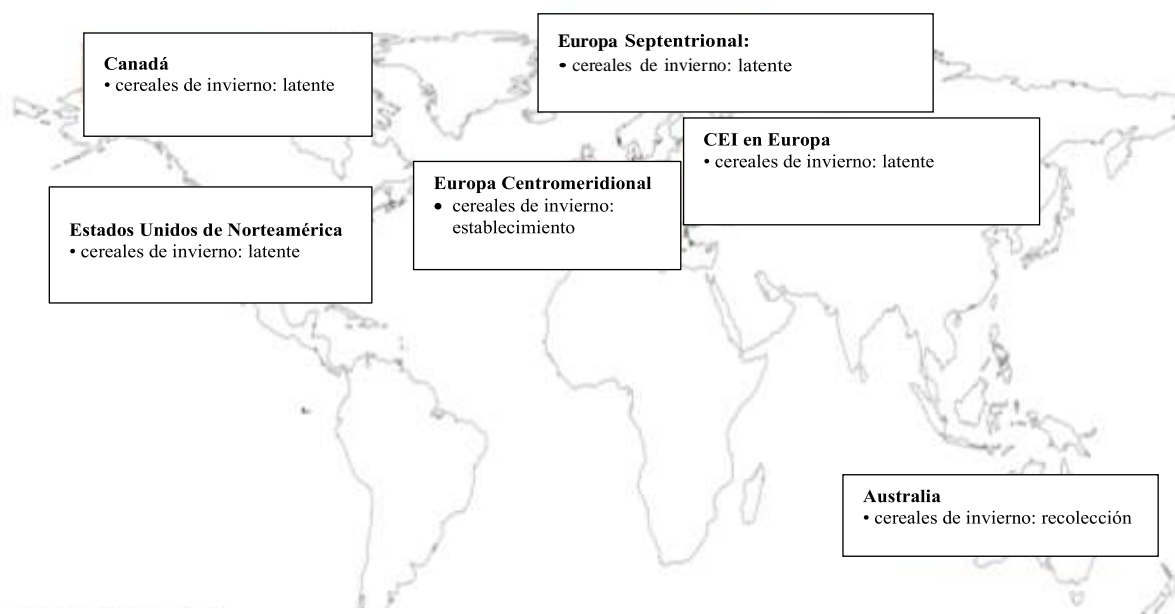 Canadá
• cereales de invierno: latente
Europa Septentrional:
• cereales de invierno: latente
CEI en Europa
• cereales de invierno: latente
Europa Centromeridional
• cereales de invierno:
establecimiento
Estados Unidos de Norteamérica
• cereales de invierno: latente
Australia
• cereales de invierno: recolección